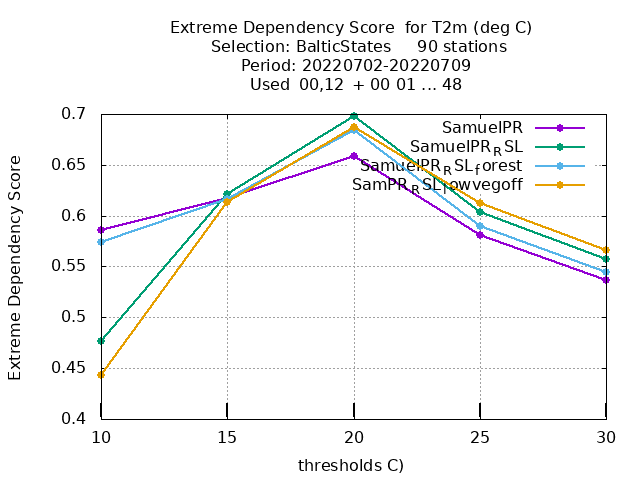 Extreme Dependency Score for T2m (deg C)
Selection: BalticStates 90 stations
Period: 20220702-20220709
Used 00,12 + 00 01 ... 48
0.7
0.65
0.6
0.55
0.5
0.45
0.4
Extreme Dependency Score
SamuelPR
SamuelPR_RSL
SamuelPR_RSL_forest
SamPR_RSL_lowvegoff
10
15
20
25
30
thresholds C)